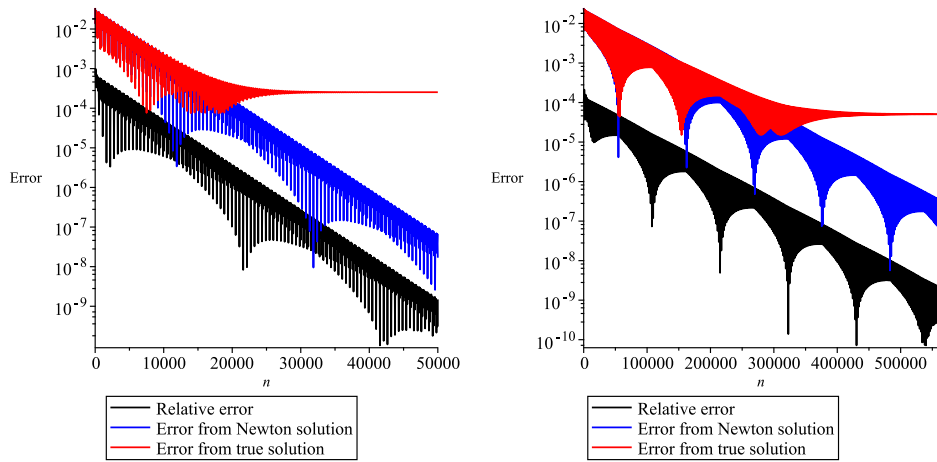 10^-2
10^-3
10^-4
10^-5
10^-6
10^-7
10^-8
10^-9
Error
0 10000 20000 30000 40000 50000
n
Relative error
Error from Newton solution
Error from true solution
10^-2
10^-3
10^-4
10^-5
10^-6
10^-7
10^-8
10^-9
10^-10
Error
0 100000 200000 300000 400000 500000
n
Relative error
Error from Newton solution
Error from true solution